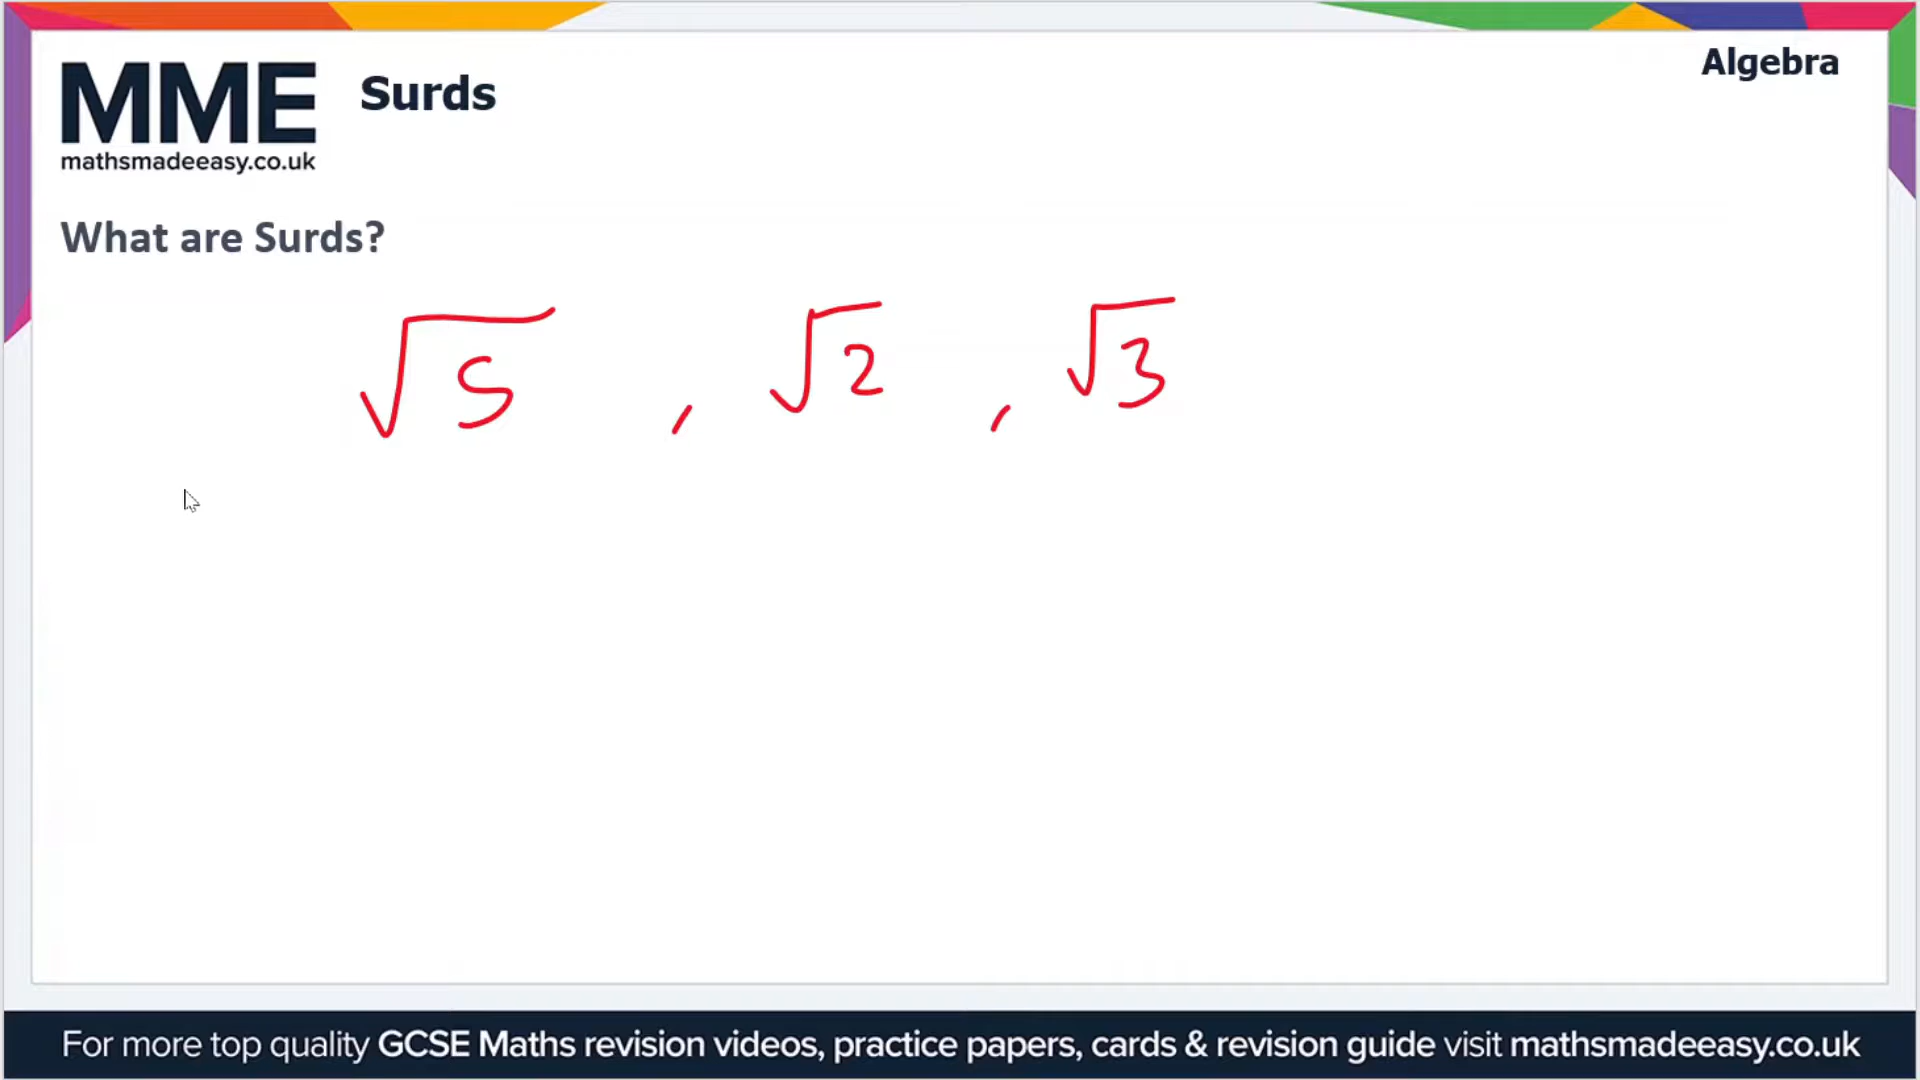 MME
mathsmadeeasy.co.uk
Surds
Algebra
What are Surds?
√5 , √2 , √3
For more top quality GCSE Maths revision videos, practice papers, cards & revision guide visit mathsmadeeasy.co.uk